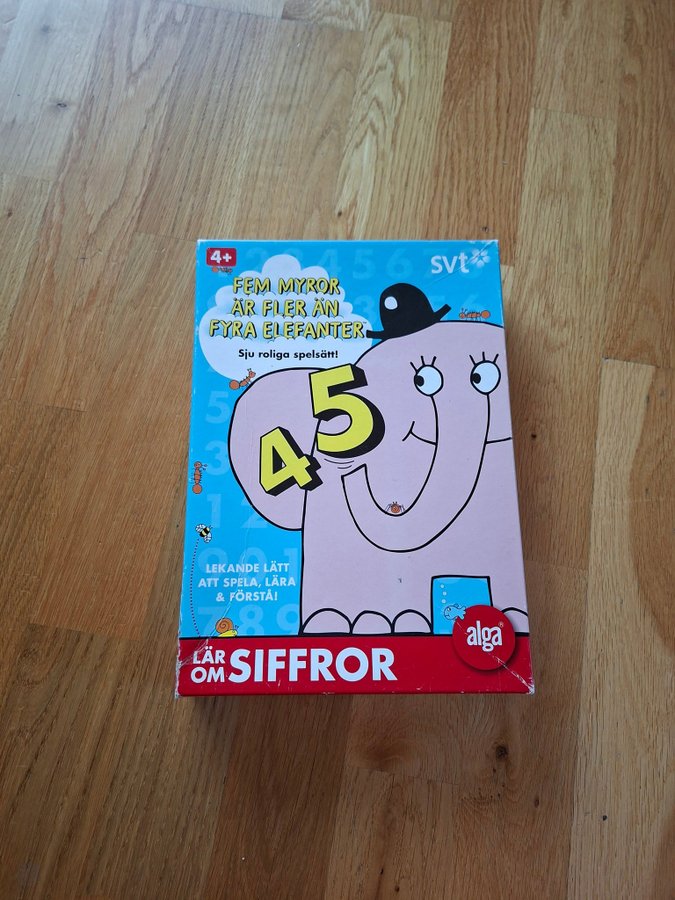 4+
svt
FEM MYROR
ÄR FLER ÄN
FYRA ELEFANTER
Sju roliga spelsätt!
4 5
LEKANDE LÄTT
ATT SPELA, LÄRA
& FÖRSTÅ!
789
alga®
LÄR
OM SIFFROR